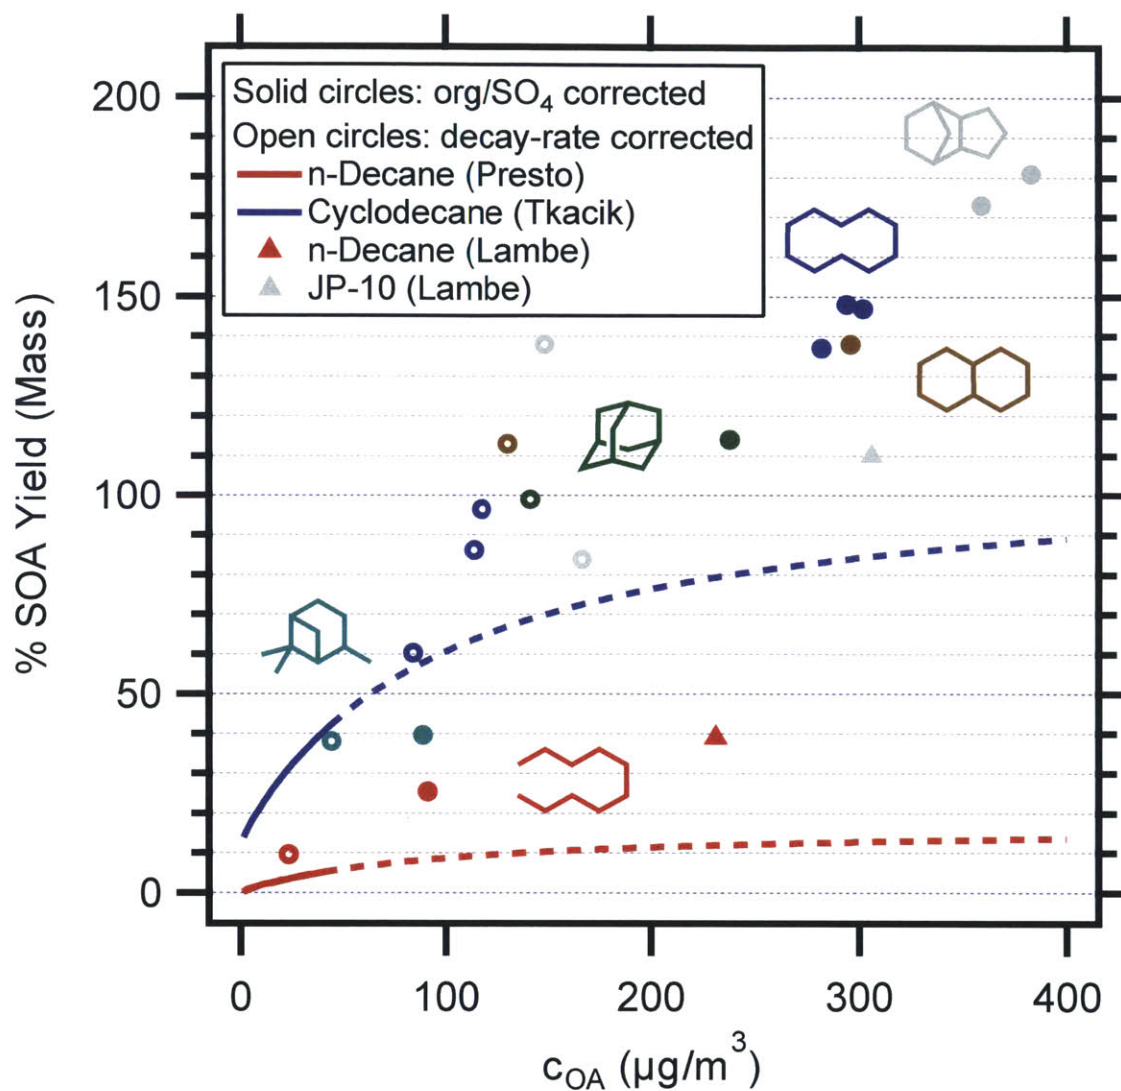 Solid circles: org/SO₄ corrected
Open circles: decay-rate corrected
n-Decane (Presto)
Cyclodecane (Tkacik)
n-Decane (Lambe)
JP-10 (Lambe)
% SOA Yield (Mass)
200
150
100
50
0
0 100 200 300 400
c_OA (µg/m³)